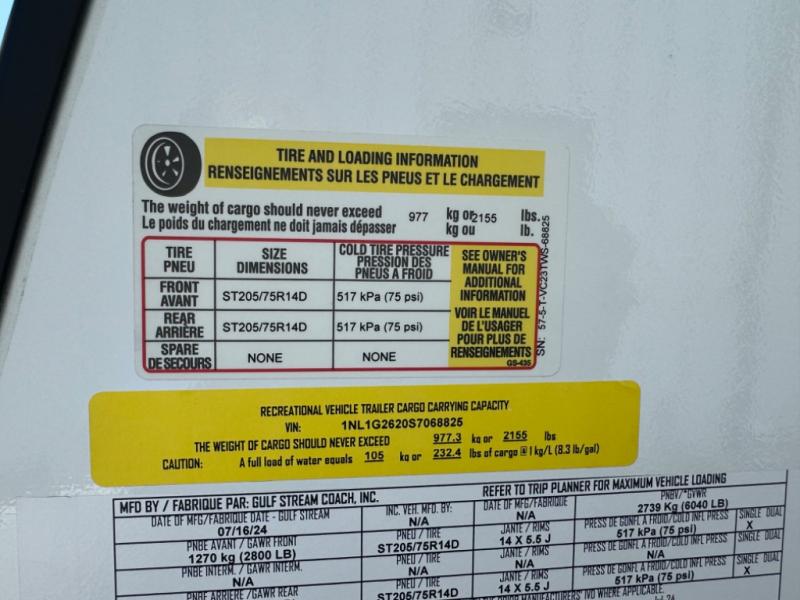 TIRE AND LOADING INFORMATION
RENSEIGNEMENTS SUR LES PNEUS ET LE CHARGEMENT
The weight of cargo should never exceed 977 kg or 2155 lbs.
Le poids du chargement ne doit jamais dépasser kg ou lb.
TIRE PNEU
SIZE DIMENSIONS
COLD TIRE PRESSURE PRESSION DES PNEUS A FROID
SEE OWNER'S MANUAL FOR ADDITIONAL INFORMATION
FRONT AVANT ST205/75R14D 517 kPa (75 psi)
REAR ARRIÈRE ST205/75R14D 517 kPa (75 psi)
VOIR LE MANUEL DE L'USAGER POUR PLUS DE RENSEIGNEMENTS
SPARE DE SECOURS NONE NONE
GS-435
SN: 57-5-T-VC23TWS-68825
RECREATIONAL VEHICLE TRAILER CARGO CARRYING CAPACITY
VIN: 1NL1G2620S7068825
THE WEIGHT OF CARGO SHOULD NEVER EXCEED 977.3 kg or 2155 lbs
CAUTION: A full load of water equals 105 kg or 232.4 lbs of cargo @ 1 kg/L (8.3 lb/gal)
REFER TO TRIP PLANNER FOR MAXIMUM VEHICLE LOADING
MFD BY / FABRIQUE PAR: GULF STREAM COACH, INC.
DATE OF MFG/FABRIQUE DATE - GULF STREAM
07/16/24
INC. VEH. MFD. BY:
N/A
DATE OF MFG/FABRIQUE
N/A
PNBV/*GVWR
2739 Kg (6040 LB)
PNBE AVANT / GAWR FRONT
1270 kg (2800 LB)
PNEU / TIRE
ST205/75R14D
JANTE / RIMS
14 X 5.5 J
PRESS DE GONFL A FROID/COLD INFL PRESS
517 kPa (75 psi)
SINGLE DUAL
X
PNBE INTERM. / GAWR INTERM.
N/A
PNEU / TIRE
N/A
JANTE / RIMS
N/A
PRESS DE GONFL A FROID/COLD INFL PRESS
N/A
SINGLE DUAL
PNBE ARRIERE /GAWR REAR
PNEU / TIRE
ST205/75R14D
JANTE / RIMS
14 X 5.5 J
PRESS DE GONFL A FROID/COLD INFL PRESS
517 kPa (75 psi)
SINGLE DUAL
X